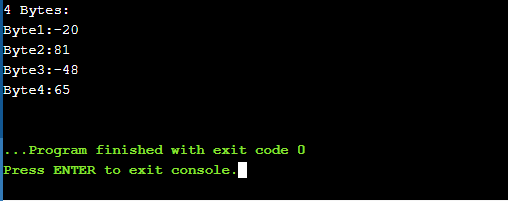 4 Bytes:
Byte1:-20
Byte2:81
Byte3:-48
Byte4:65
...Program finished with exit code 0
Press ENTER to exit console.